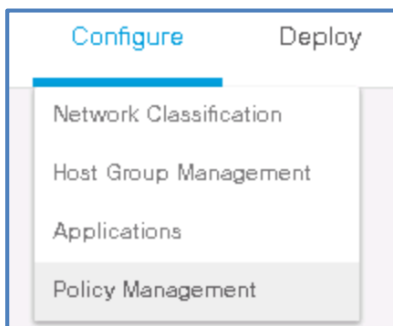 Configure Deploy
Network Classification
Host Group Management
Applications
Policy Management